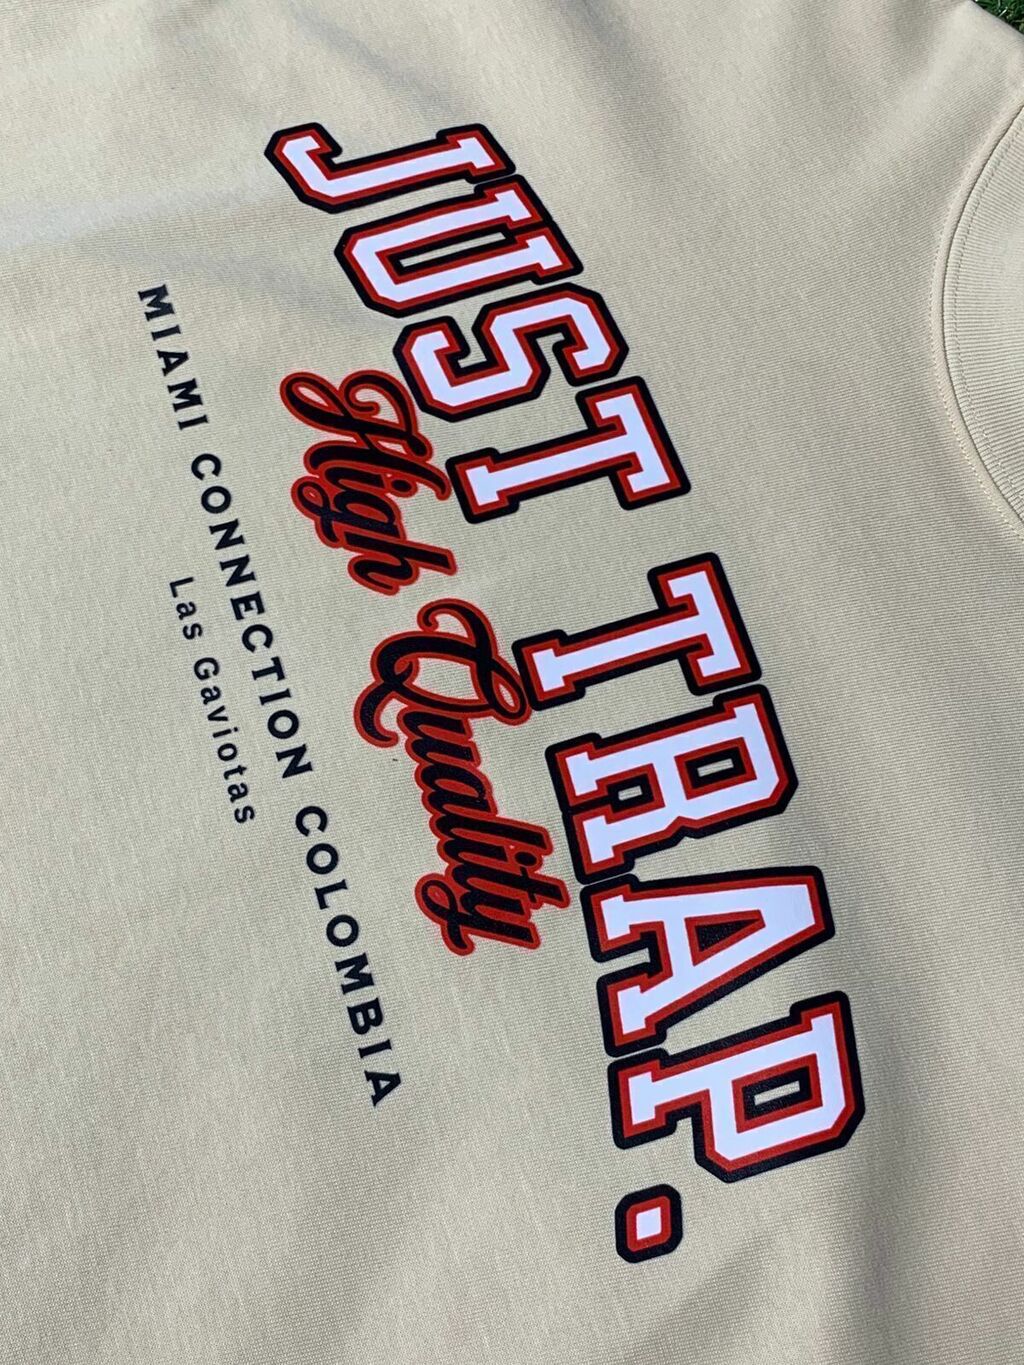 JUST TRAP.
High Quality
MIAMI CONNECTION COLOMBIA
Las Gaviotas